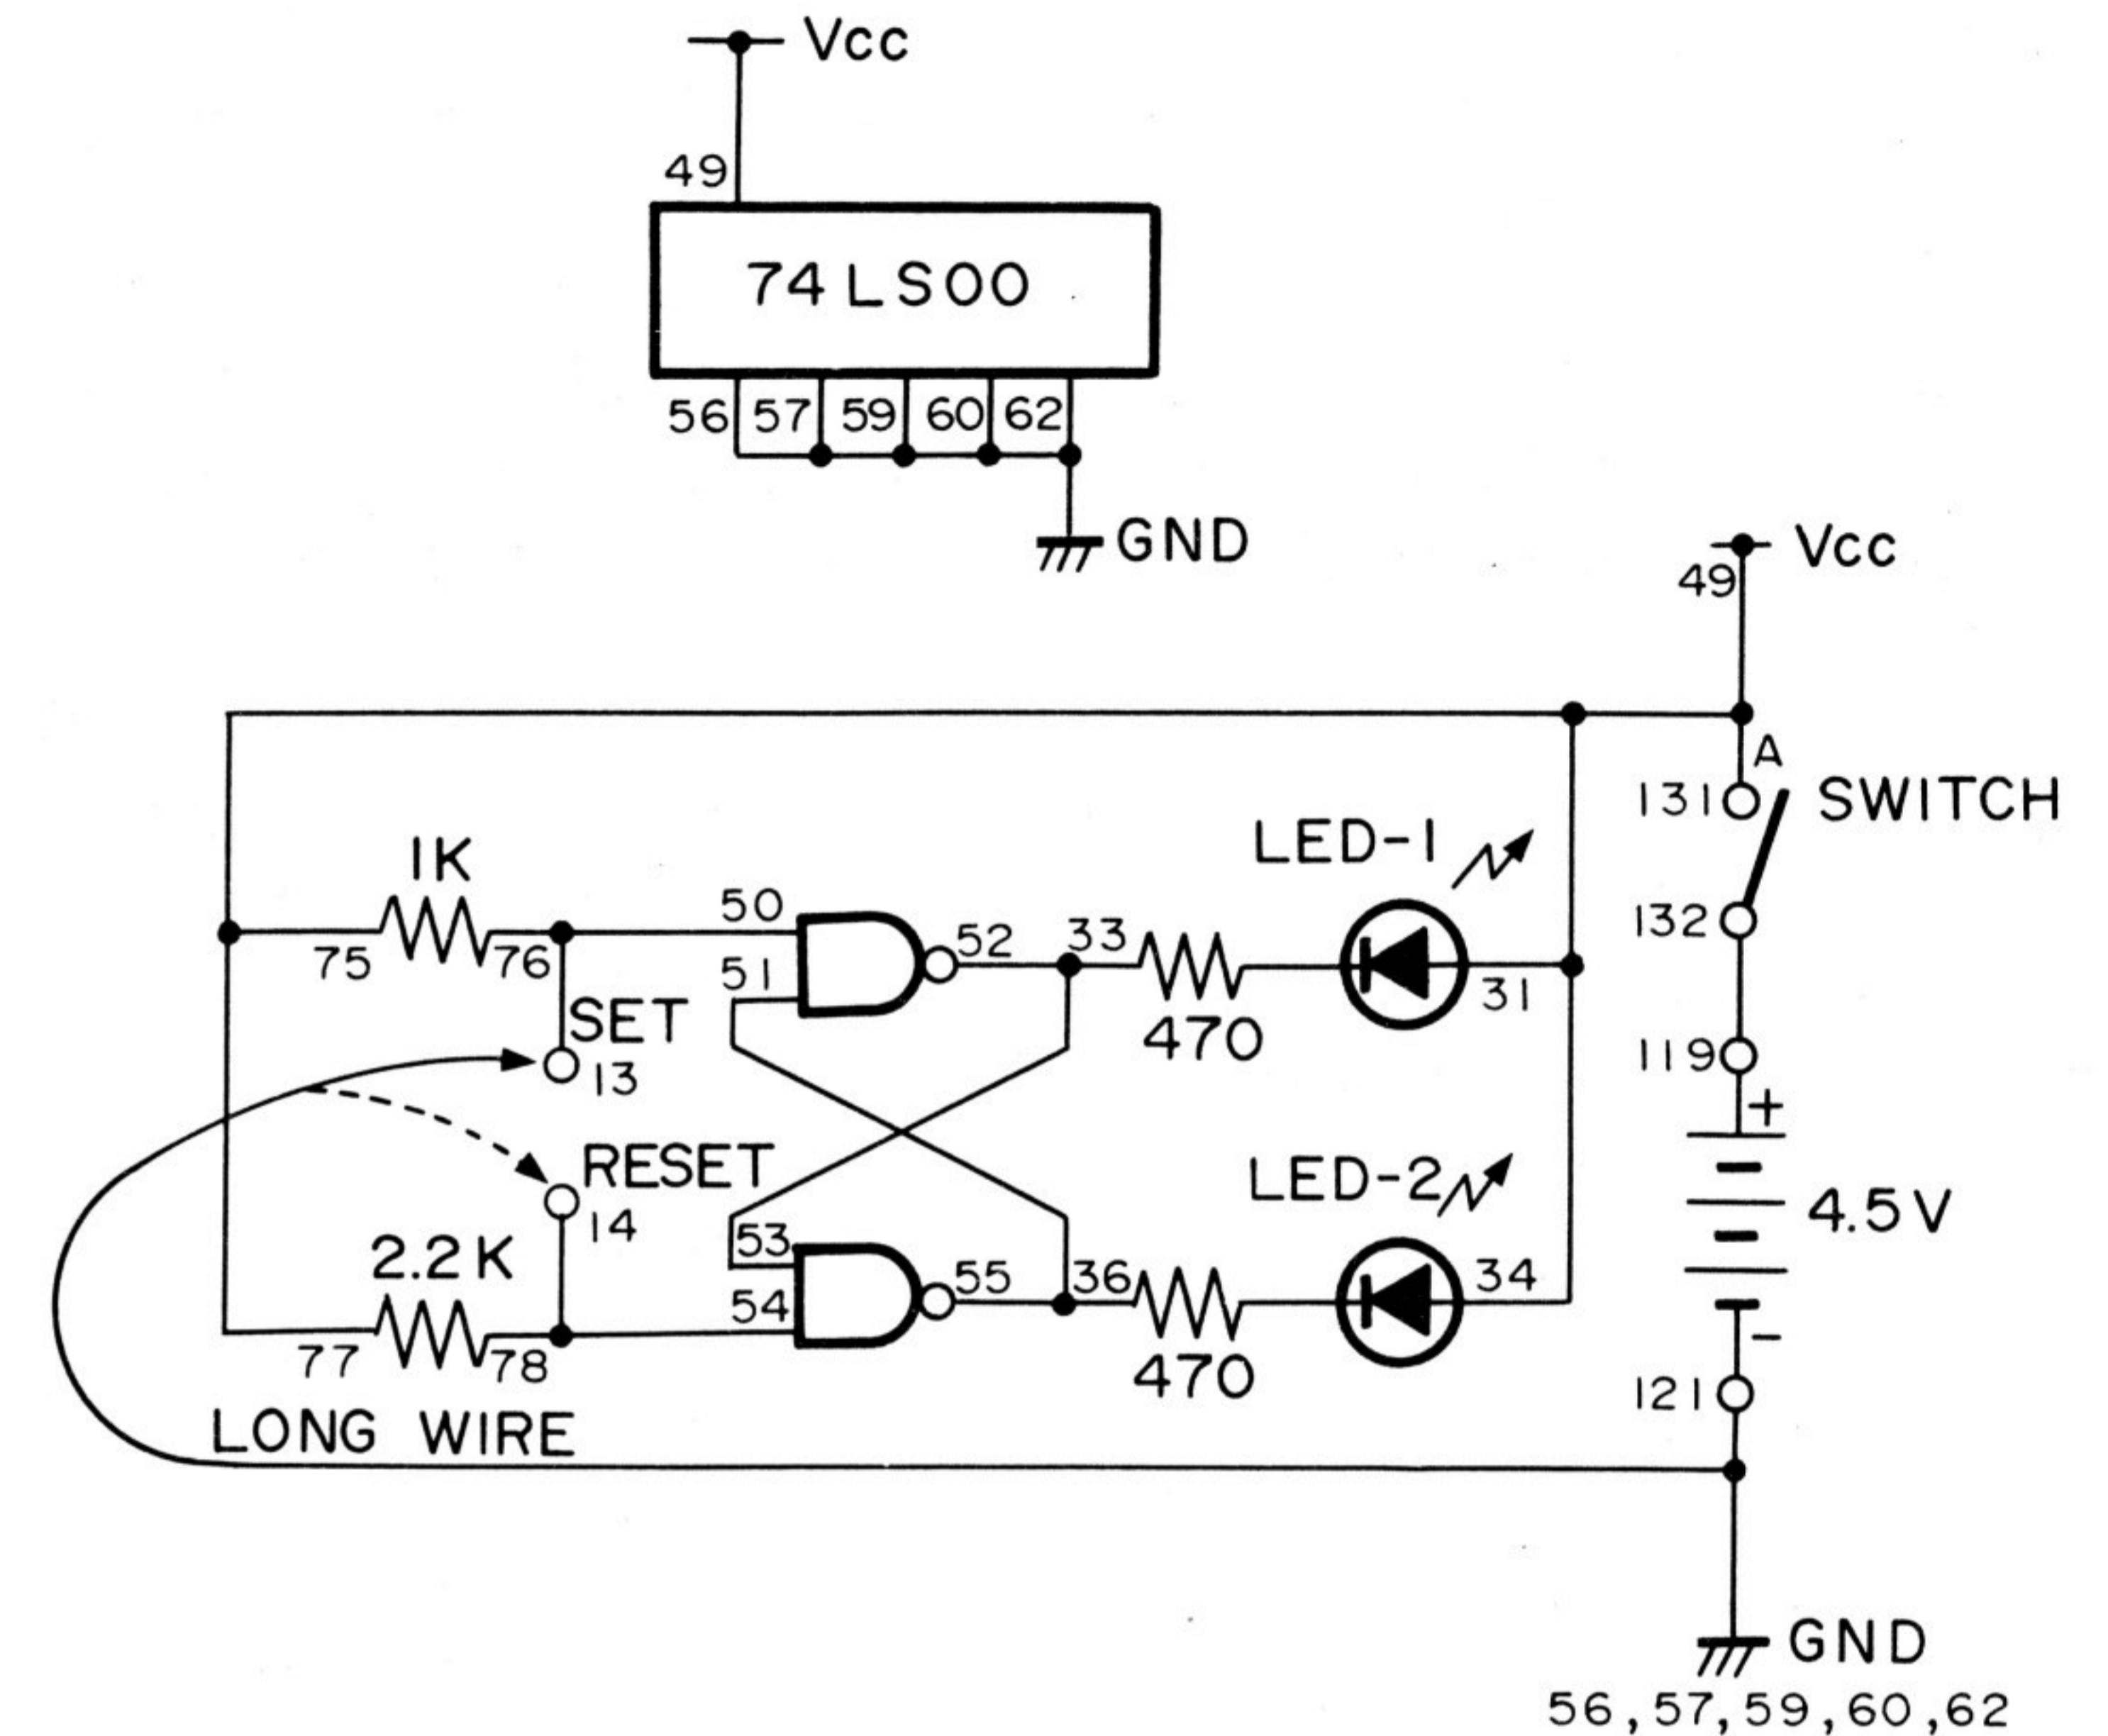 Vcc
49
74LS00
56 57 59 60 62
GND
Vcc
49
A
131 SWITCH
LED-1
1K
50
132
75 76 51 52 33 31
SET
470
13
119
+
RESET
LED-2
14
4.5V
2.2K 53 55 36 34
54
77 78
470
-
121
LONG WIRE
GND
56,57,59,60,62